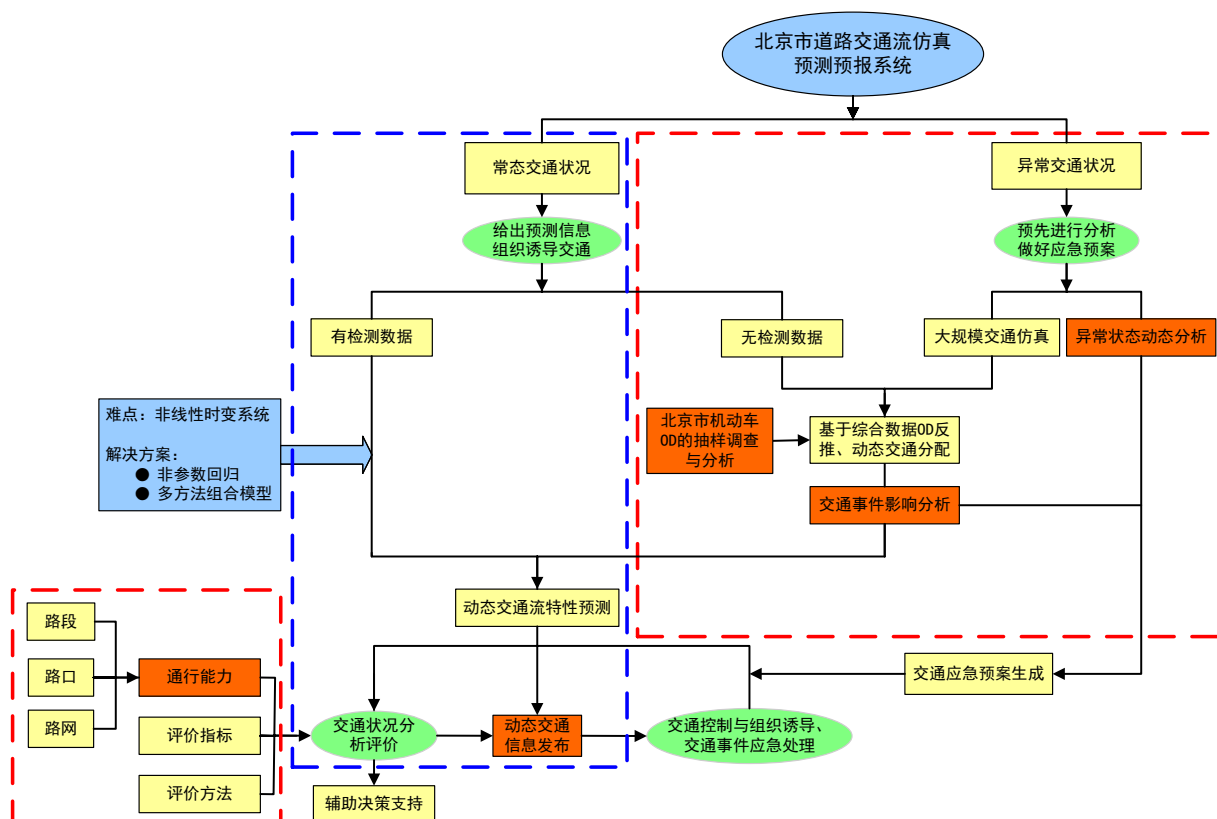 北京市道路交通流仿真
预测预报系统
常态交通状况
异常交通状况
给出预测信息
组织诱导交通
预先进行分析
做好应急预案
有检测数据
无检测数据
大规模交通仿真
异常状态动态分析
难点：非线性时变系统
解决方案：
● 非参数回归
● 多方法组合模型
北京市机动车
OD的抽样调查
与分析
基于综合数据OD反
推、动态交通分配
交通事件影响分析
动态交通流特性预测
路段
路口
路网
通行能力
评价指标
评价方法
交通应急预案生成
交通状况分
析评价
动态交通
信息发布
交通控制与组织诱导、
交通事件应急处理
辅助决策支持